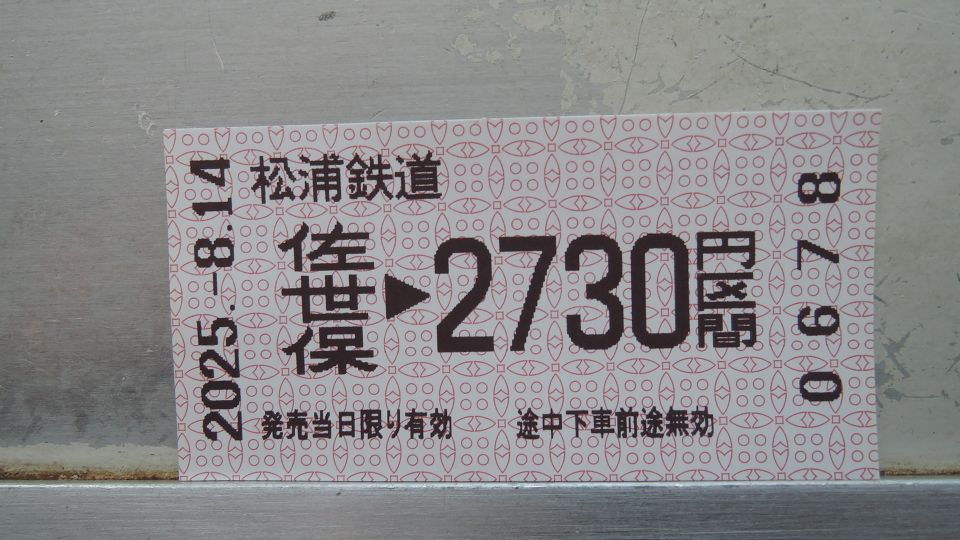 2025.-8.14
松浦鉄道
佐世保▶2730円区間
発売当日限り有効 途中下車前途無効
0678